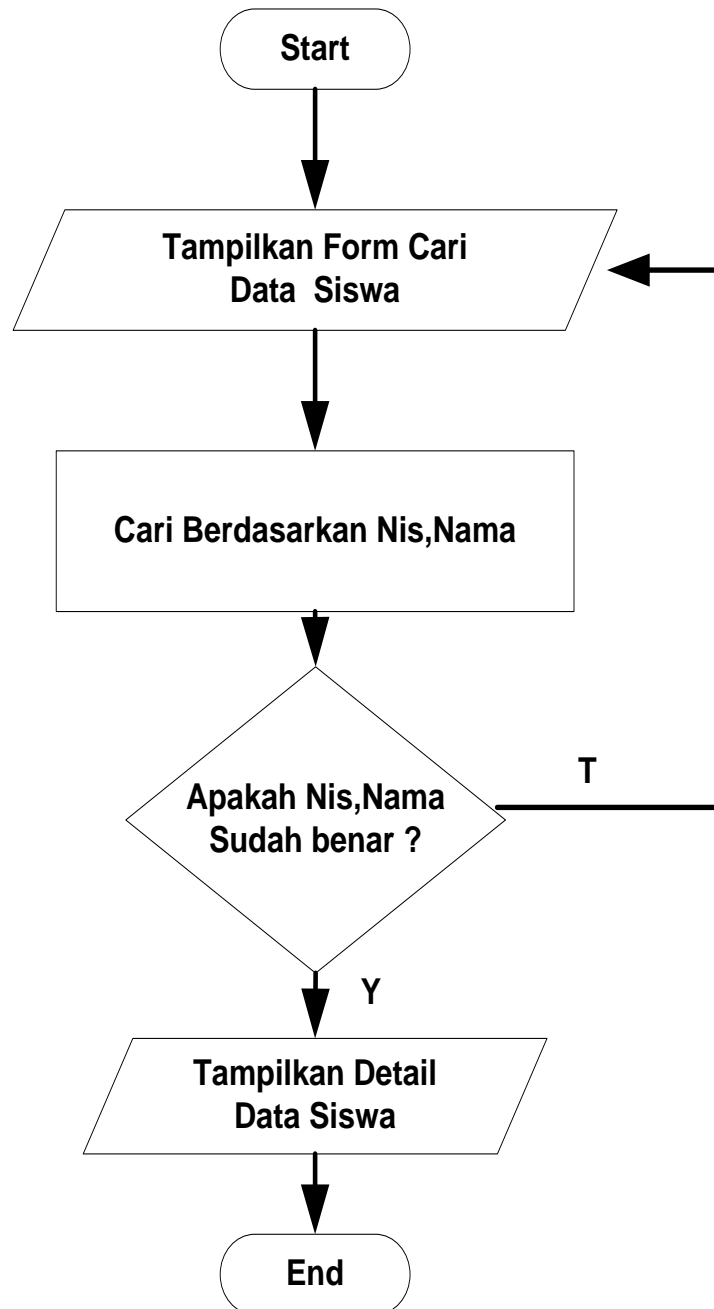 Start
Tampilkan Form Cari
Data Siswa
Cari Berdasarkan Nis,Nama
Apakah Nis,Nama
Sudah benar ?
T
Y
Tampilkan Detail
Data Siswa
End